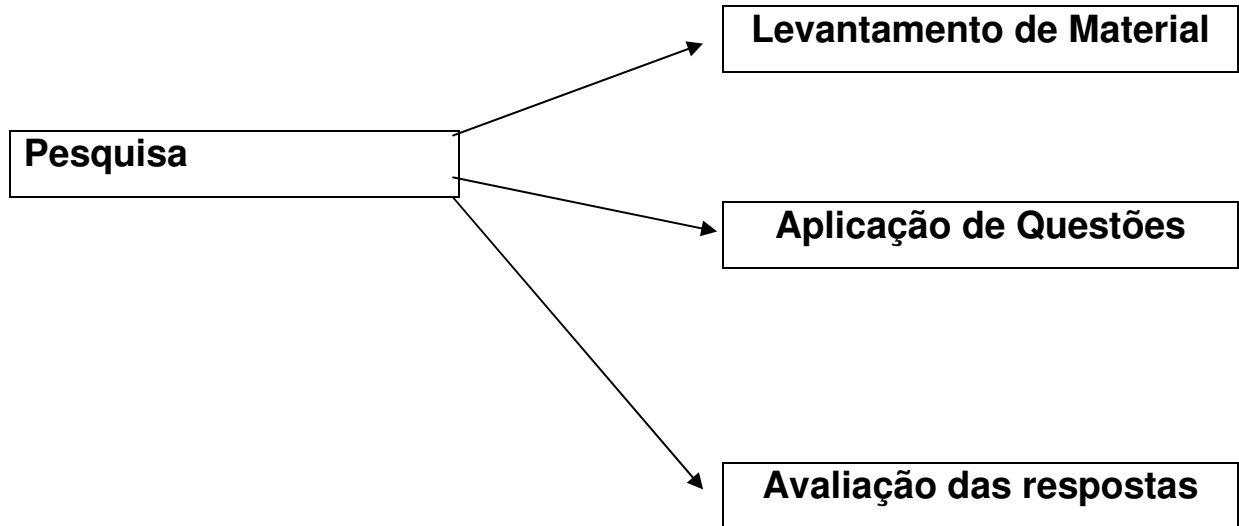 Levantamento de Material
Pesquisa
Aplicação de Questões
Avaliação das respostas